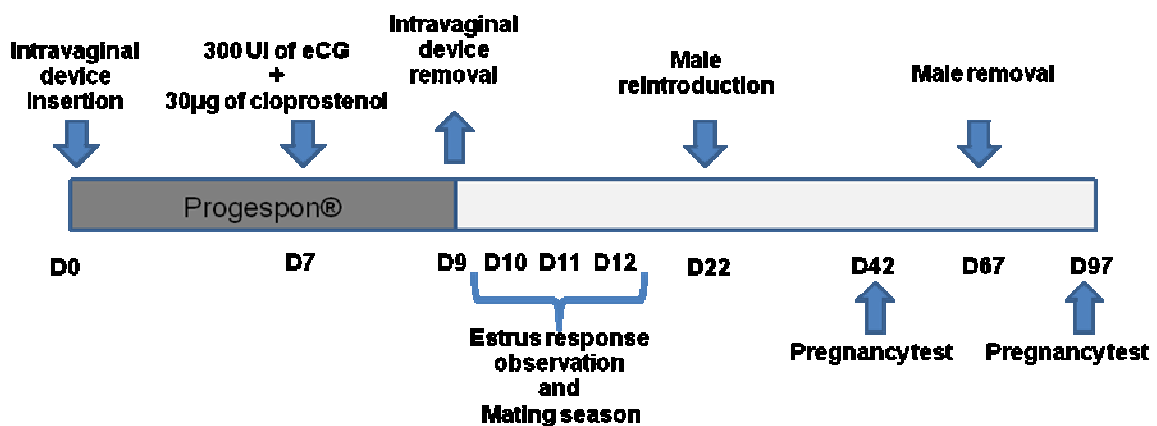 Intravaginal
device
insertion
300 UI of eCG
+
30µg of cloprostenol
Intravaginal
device
removal
Male
reintroduction
Male removal
Progespon®
D0
D7
D9
D10
D11
D12
D22
D42
D67
D97
Estrus response
observation
and
Mating season
Pregnancytest
Pregnancytest